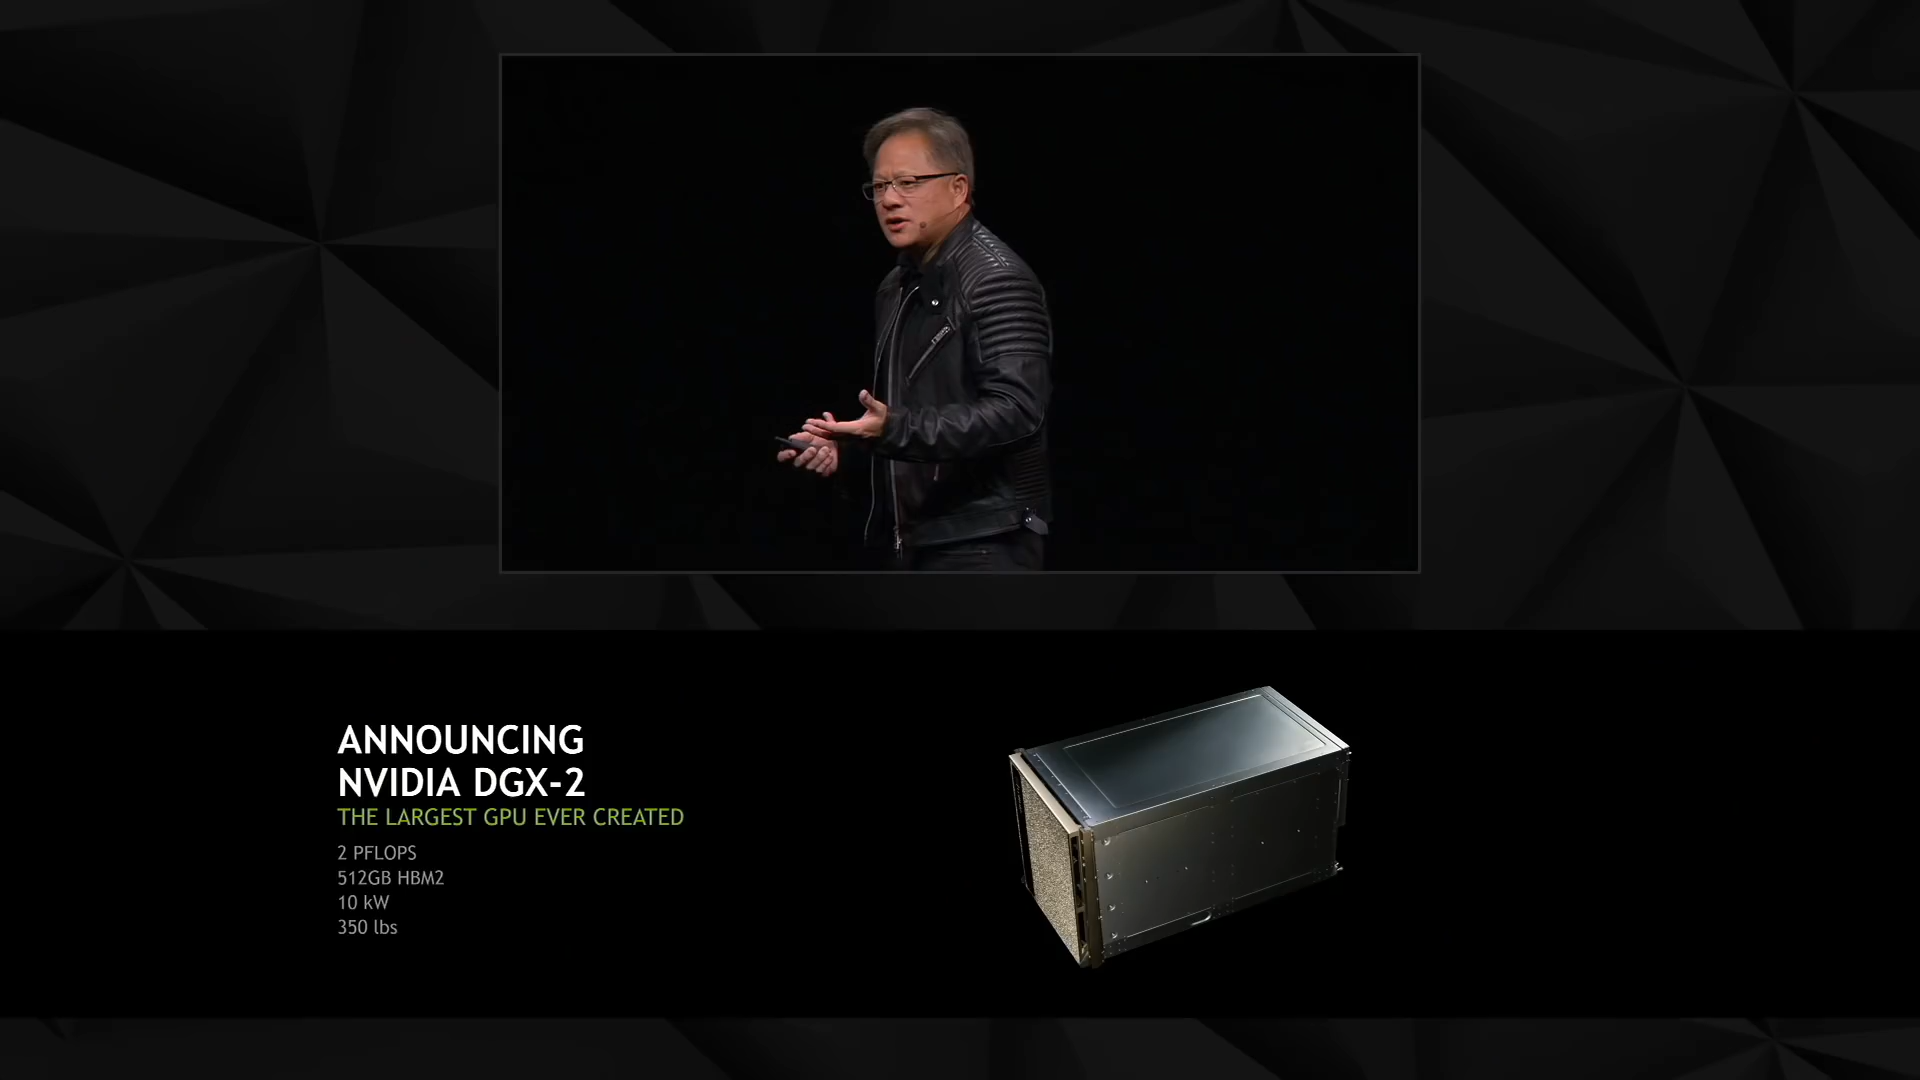 ANNOUNCING
NVIDIA DGX-2
THE LARGEST GPU EVER CREATED
2 PFLOPS
512GB HBM2
10 kW
350 lbs